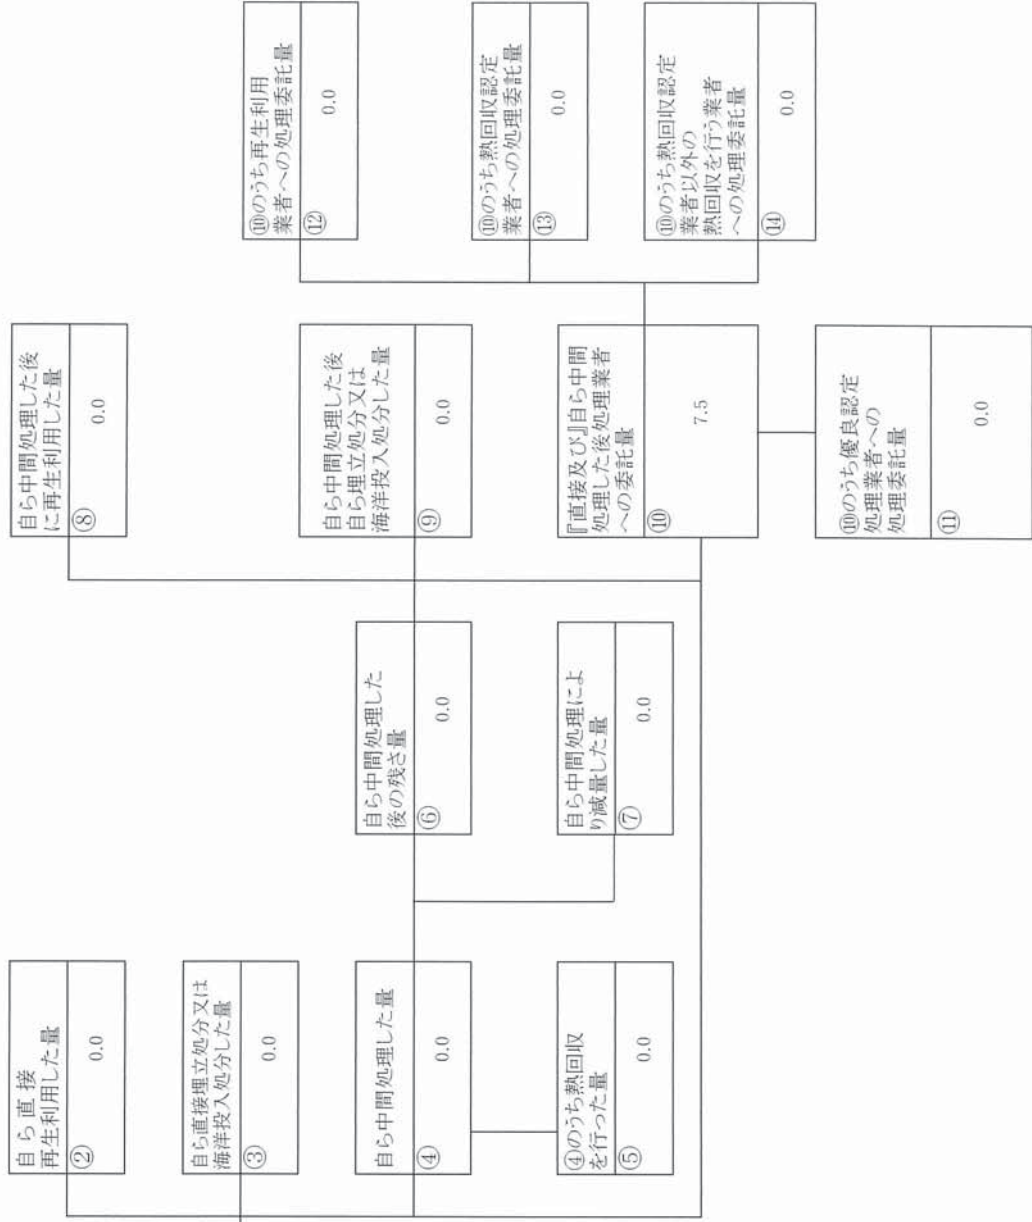 自ら直接
再生利用した量
②
0.0
自ら直接埋立処分又は
海洋投入処分した量
③
0.0
自ら中間処理した量
④
0.0
④のうち熱回収
を行った量
⑤
0.0
自ら中間処理した
後の残さ量
⑥
0.0
自ら中間処理によ
り減量した量
⑦
0.0
自ら中間処理した後
に再生利用した量
⑧
0.0
自ら中間処理した後
自ら埋立処分又は
海洋投入処分した量
⑨
0.0
『直接及び』自ら中間
処理した後処理業者
への委託量
⑩
7.5
⑩のうち優良認定
処理業者への
処理委託量
⑪
0.0
⑩のうち再生利用
業者への処理委託量
⑫
0.0
⑩のうち熱回収認定
業者への処理委託量
⑬
0.0
⑩のうち熱回収認定
業者以外の
熱回収を行う業者
への処理委託量
⑭
0.0